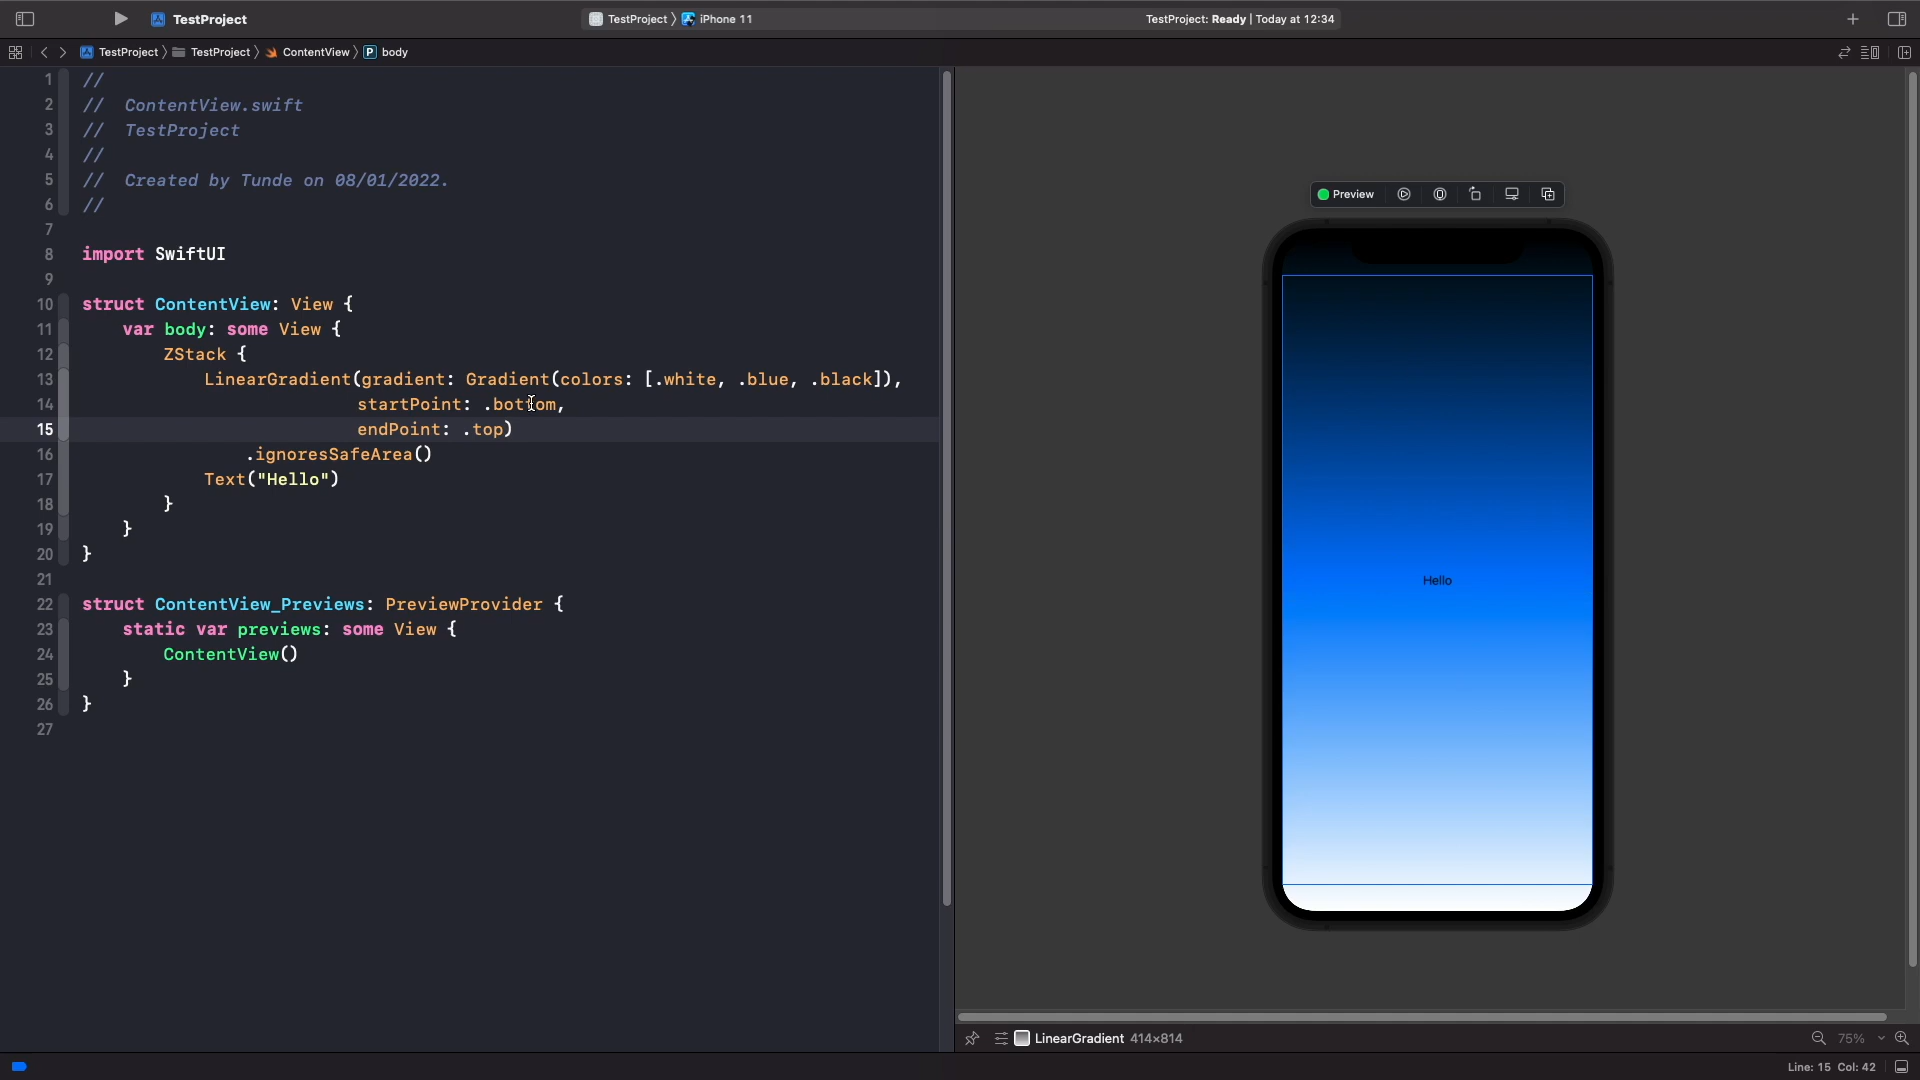 TestProject
TestProject 〉 iPhone 11
TestProject: Ready | Today at 12:34
TestProject 〉 TestProject 〉 ContentView 〉 P body
1 //
2 //  ContentView.swift
3 //  TestProject
4 //
5 //  Created by Tunde on 08/01/2022.
6 //
7
8 import SwiftUI
9
10 struct ContentView: View {
11     var body: some View {
12         ZStack {
13             LinearGradient(gradient: Gradient(colors: [.white, .blue, .black]),
14                            startPoint: .bottom,
15                            endPoint: .top)
16                 .ignoresSafeArea()
17             Text("Hello")
18         }
19     }
20 }
21
22 struct ContentView_Previews: PreviewProvider {
23     static var previews: some View {
24         ContentView()
25     }
26 }
27
Preview
Hello
LinearGradient 414×814
75%
Line: 15 Col: 42